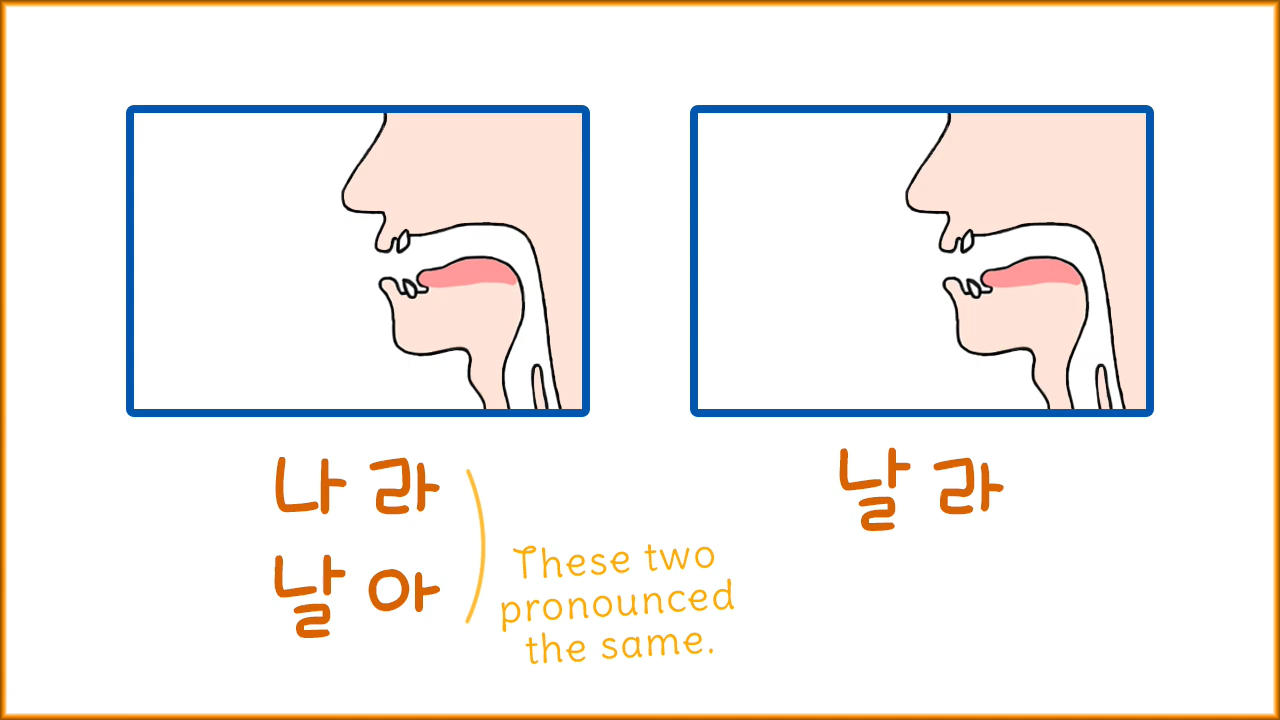 나 라
날 아
These two
pronounced
the same.
날 라